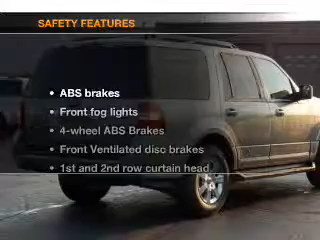 SAFETY FEATURES
• ABS brakes
• Front fog lights
• 4-wheel ABS Brakes
• Front Ventilated disc brakes
• 1st and 2nd row curtain head